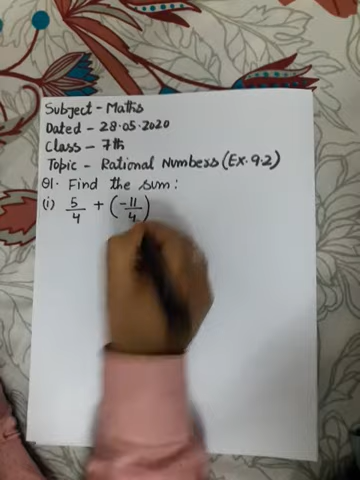 Subject - Maths
Dated - 28.05.2020
Class - 7th
Topic - Rational Numbers (Ex. 9.2)
Q1. Find the sum:
(i) 5/4 + (-11/4)